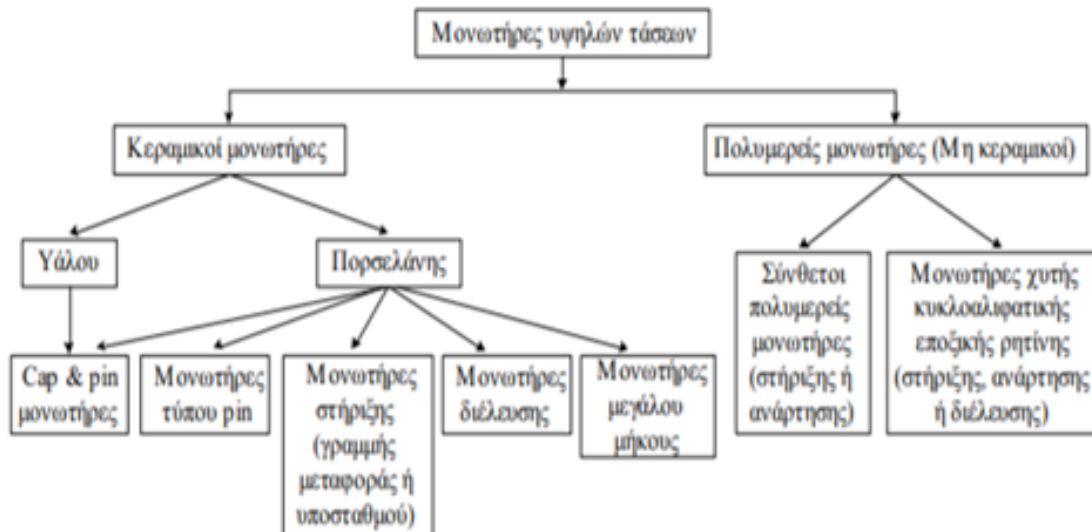 Μονωτήρες υψηλών τάσεων
Κεραμικοί μονωτήρες
Πολυμερείς μονωτήρες (Μη κεραμικοί)
Υάλου
Πορσελάνης
Cap & pin
μονωτήρες
Μονωτήρες
τύπου pin
Μονωτήρες
στήριξης
(γραμμής
μεταφοράς ή
υποσταθμού)
Μονωτήρες
διέλευσης
Μονωτήρες
μεγάλου
μήκους
Σύνθετοι
πολυμερείς
μονωτήρες
(στήριξης ή
ανάρτησης)
Μονωτήρες χυτής
κυκλοαλιφατικής
εποξικής ρητίνης
(στήριξης, ανάρτησης
ή διέλευσης)